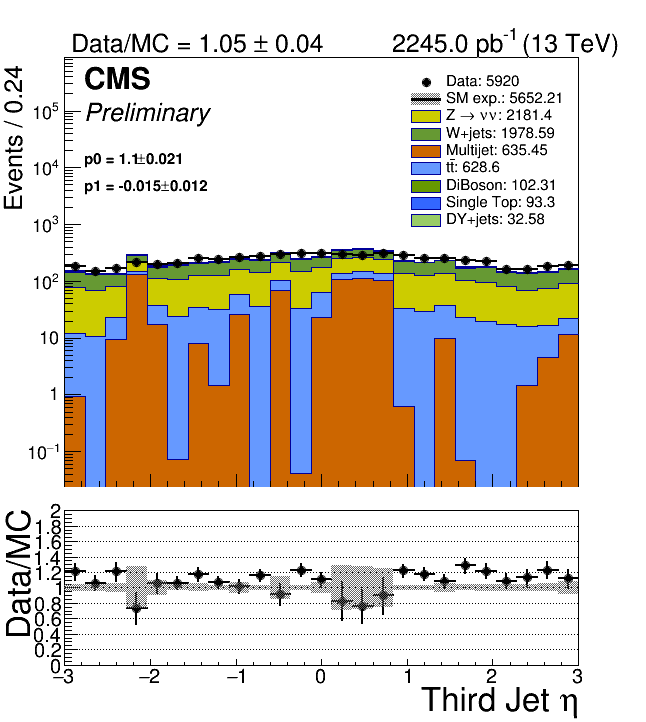 Data/MC = 1.05 ± 0.04 2245.0 pb⁻¹ (13 TeV)
CMS
Preliminary
p0 = 1.1±0.021
p1 = -0.015±0.012
Data: 5920
SM exp.: 5652.21
Z → νν: 2181.4
W+jets: 1978.59
Multijet: 635.45
tt̄: 628.6
DiBoson: 102.31
Single Top: 93.3
DY+jets: 32.58
Events / 0.24
10⁵
10⁴
10³
10²
10
1
10⁻¹
Data/MC
2
1.8
1.6
1.4
1.2
1
0.8
0.6
0.4
0.2
0
−3 −2 −1 0 1 2 3
Third Jet η